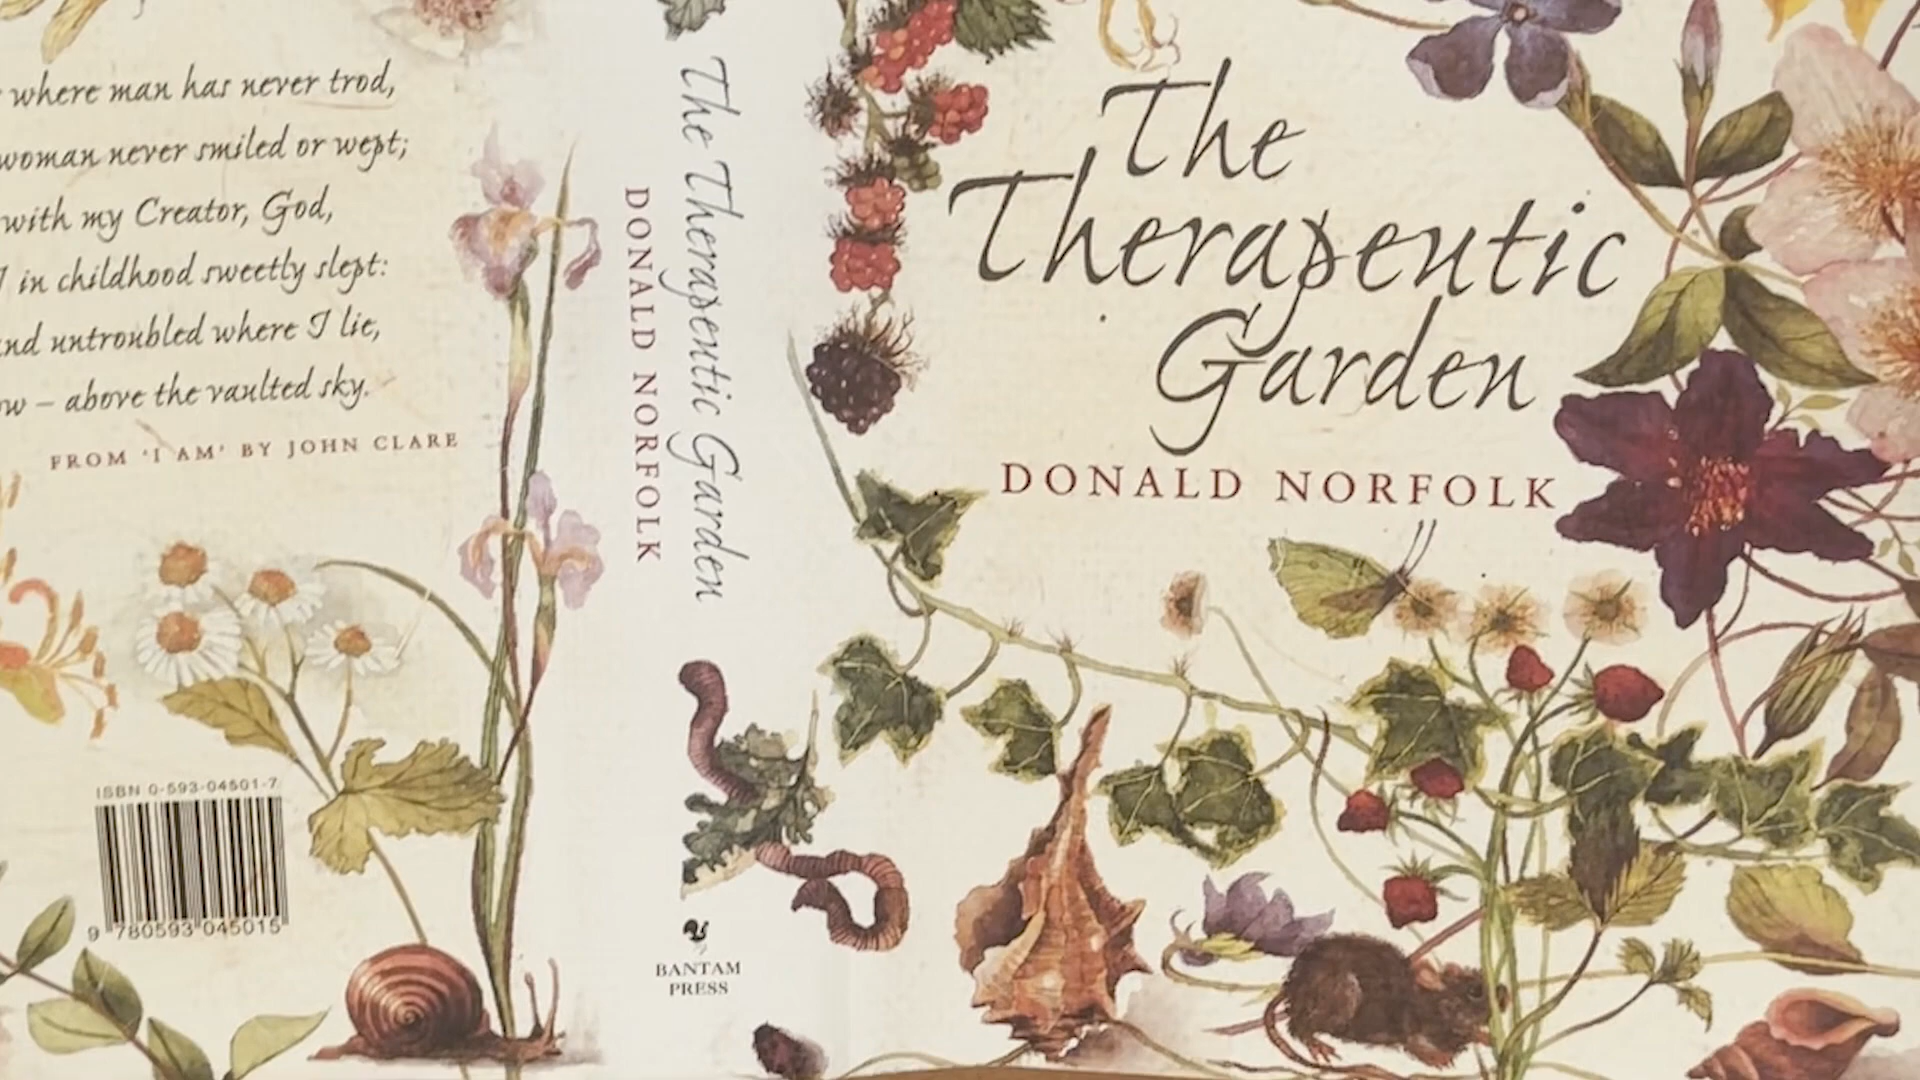 where man has never trod,
woman never smiled or wept;
with my Creator, God,
I in childhood sweetly slept:
untroubled where I lie,
– above the vaulted sky.
FROM 'I AM' BY JOHN CLARE
ISBN 0-593-04501-7
9 780593 045015
The Therapeutic Garden
DONALD NORFOLK
BANTAM
PRESS
The
Therapeutic
Garden
DONALD NORFOLK